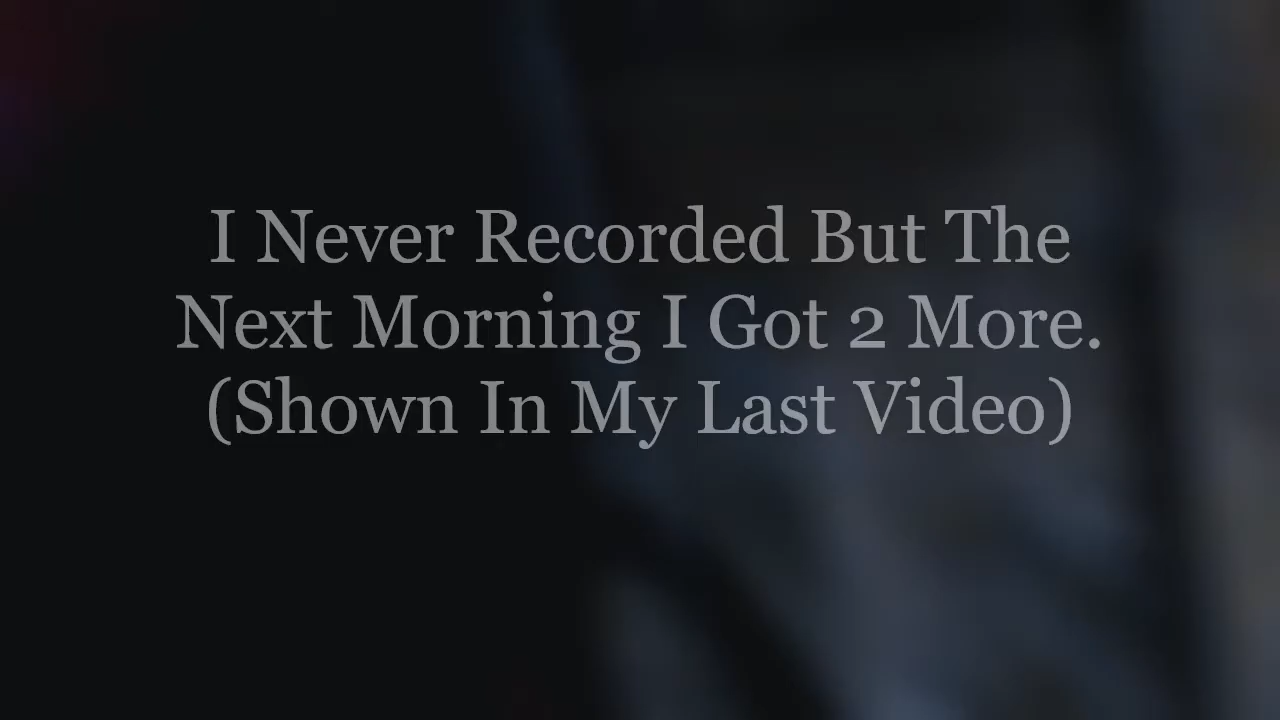 I Never Recorded But The
Next Morning I Got 2 More.
(Shown In My Last Video)